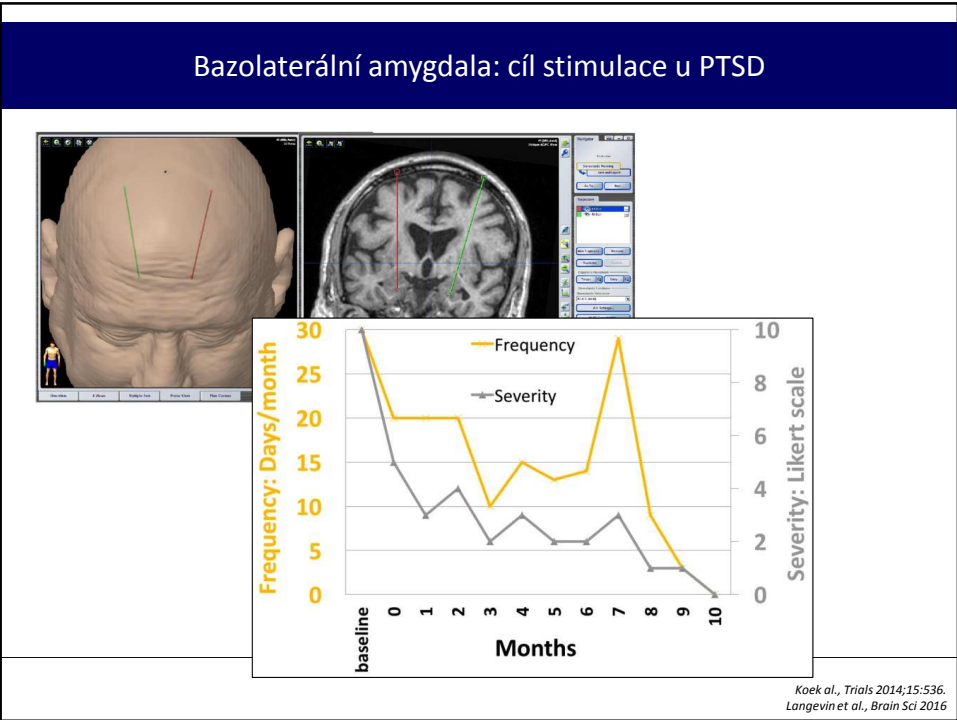 Bazolaterální amygdala: cíl stimulace u PTSD
Frequency
Severity
Frequency: Days/month
30
25
20
15
10
5
0
Severity: Likert scale
10
8
6
4
2
0
baseline
0
1
2
3
4
5
6
7
8
9
10
Months
Koek al., Trials 2014;15:536.
Langevin et al., Brain Sci 2016